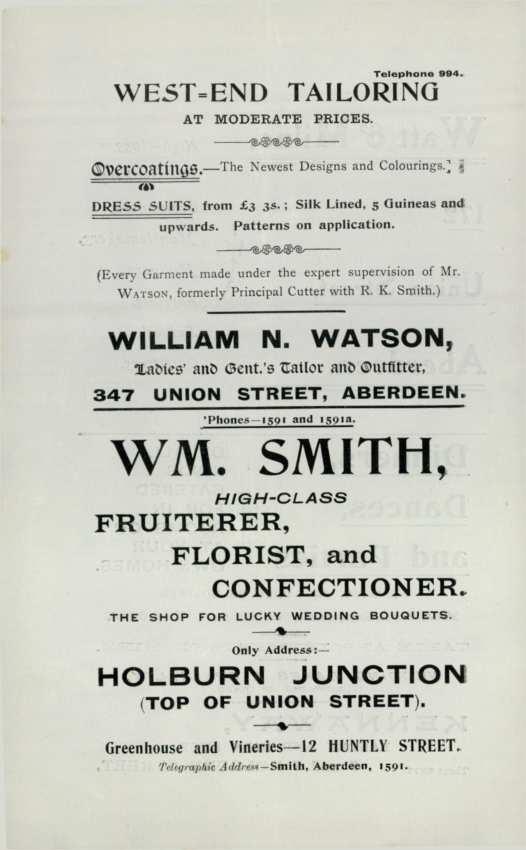 Telephone 994.
WEST=END TAILORING
AT MODERATE PRICES.
Overcoatings.—The Newest Designs and Colourings.
DRESS SUITS, from £3 3s.; Silk Lined, 5 Guineas and
upwards. Patterns on application.
(Every Garment made under the expert supervision of Mr.
WATSON, formerly Principal Cutter with R. K. Smith.)
WILLIAM N. WATSON,
Ladies' and Gent.'s Tailor and Outfitter,
347 UNION STREET, ABERDEEN.
'Phones—1591 and 1591a.
WM. SMITH,
HIGH-CLASS
FRUITERER,
FLORIST, and
CONFECTIONER.
THE SHOP FOR LUCKY WEDDING BOUQUETS.
Only Address:—
HOLBURN JUNCTION
(TOP OF UNION STREET).
Greenhouse and Vineries—12 HUNTLY STREET.
Telegraphic Address—Smith, Aberdeen, 1591.